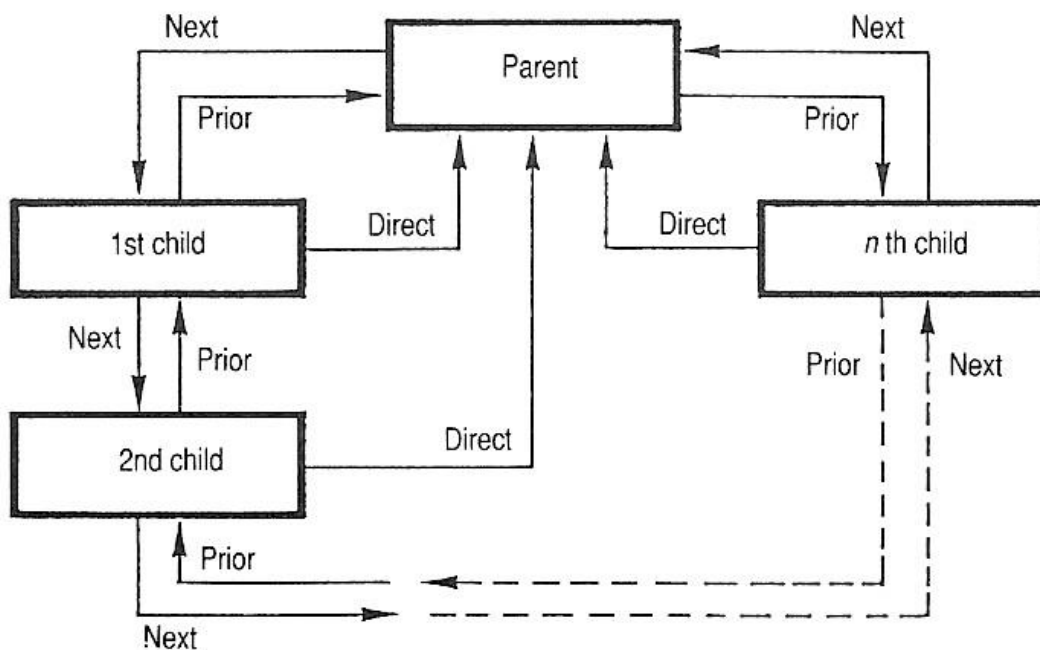 Next
Next
Parent
Prior
Prior
Direct
Direct
1st child
n th child
Next
Prior
Prior
Next
Direct
2nd child
Prior
Next